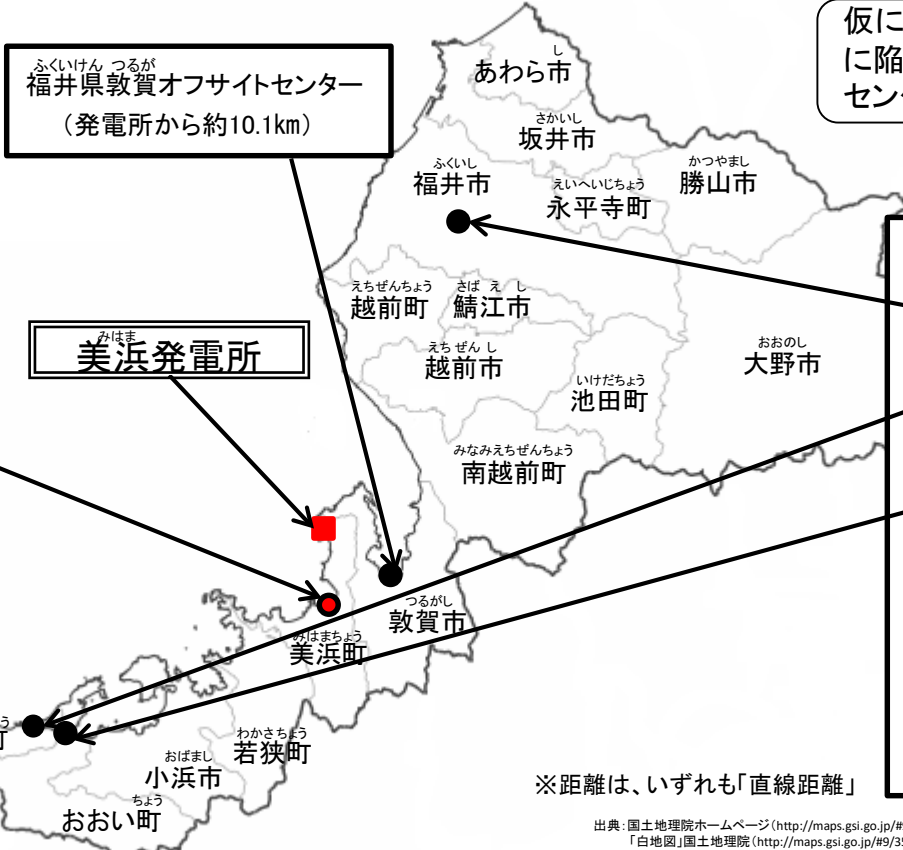 仮に
に陥
セン
ふくいけん つるが
福井県敦賀オフサイトセンター
（発電所から約10.1km）
し
あわら市
さかいし
坂井市
ふくいし
福井市
えいへいじちょう
永平寺町
かつやまし
勝山市
えちぜんちょう
越前町
さばえし
鯖江市
みはま
美浜発電所
えちぜんし
越前市
おおのし
大野市
いけだちょう
池田町
みなみえちぜんちょう
南越前町
つるがし
敦賀市
みはまちょう
美浜町
わかさちょう
若狭町
おばまし
小浜市
ちょう
おおい町
う
町
※距離は、いずれも「直線距離」
出典：国土地理院ホームページ（http://maps.gsi.go.jp/#
「白地図」国土地理院（http://maps.gsi.go.jp/#9/35